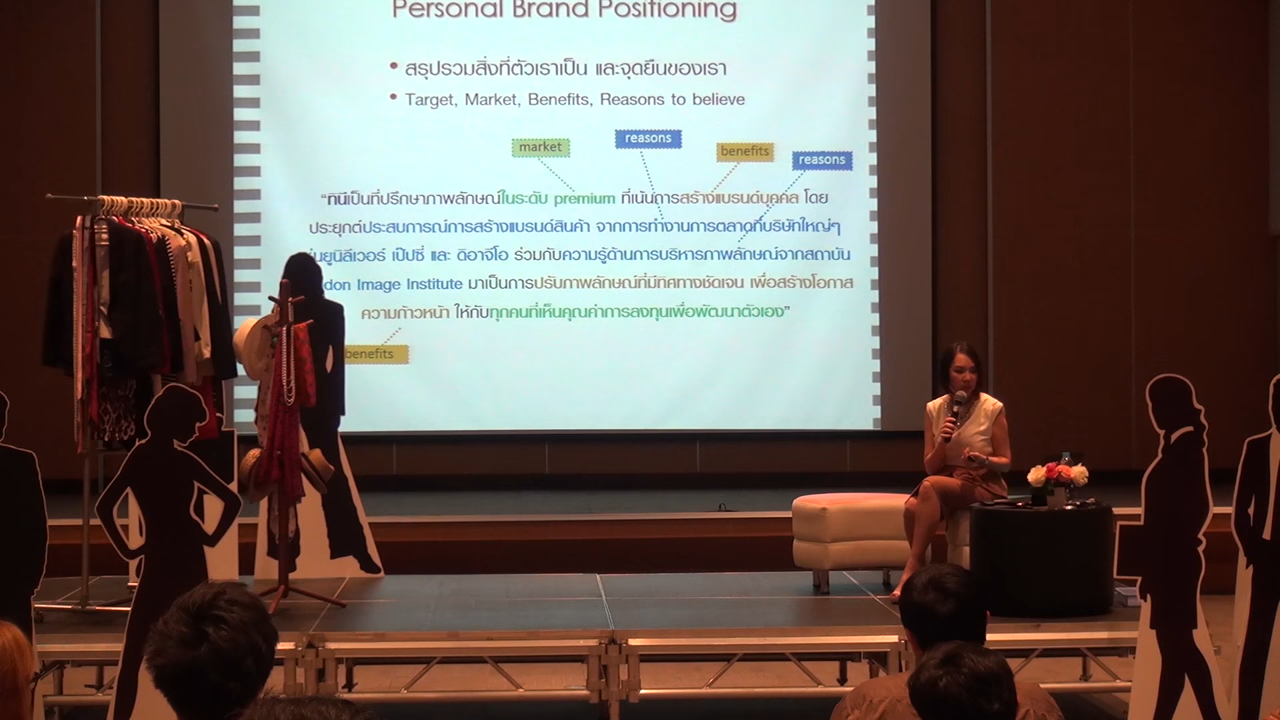 Personal Brand Positioning
• สรุปรวมสิ่งที่ตัวเราเป็น และจุดยืนของเรา
• Target, Market, Benefits, Reasons to believe
market
reasons
benefits
reasons
“ทินีเป็นที่ปรึกษาภาพลักษณ์ในระดับ premium ที่เน้นการสร้างแบรนด์บุคคล โดย
ประยุกต์ประสบการณ์การสร้างแบรนด์สินค้า จากการทำงานการตลาดที่บริษัทใหญ่ๆ
ยูนิลีเวอร์ เป๊ปซี่ และ ดิอาจิโอ ร่วมกับความรู้ด้านการบริหารภาพลักษณ์จากสถาบัน
don Image Institute มาเป็นการปรับภาพลักษณ์ที่มีทิศทางชัดเจน เพื่อสร้างโอกาส
ความก้าวหน้า ให้กับทุกคนที่เห็นคุณค่าการลงทุนเพื่อพัฒนาตัวเอง”
benefits